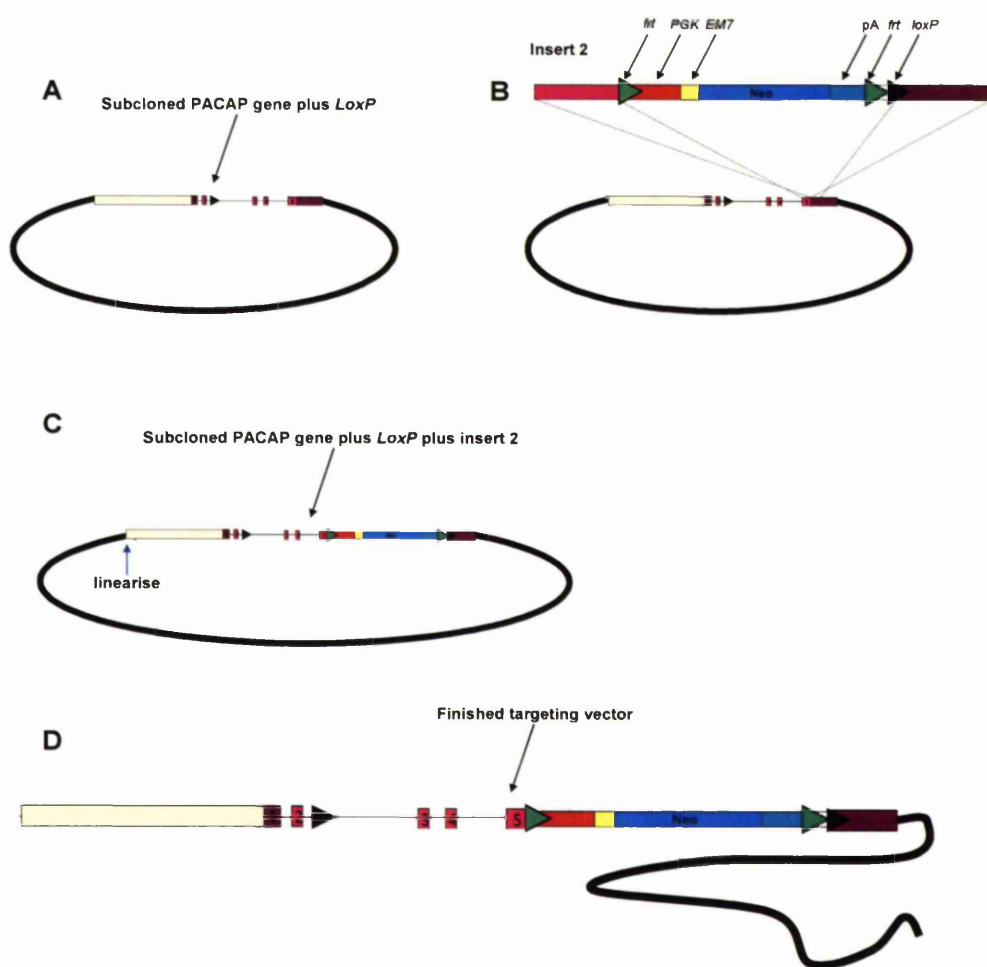 A
Subcloned PACAP gene plus LoxP
B
Insert 2
frt PGK EM7
pA frt loxP
Neo
C
Subcloned PACAP gene plus LoxP plus insert 2
linearise
D
Finished targeting vector
5
Neo